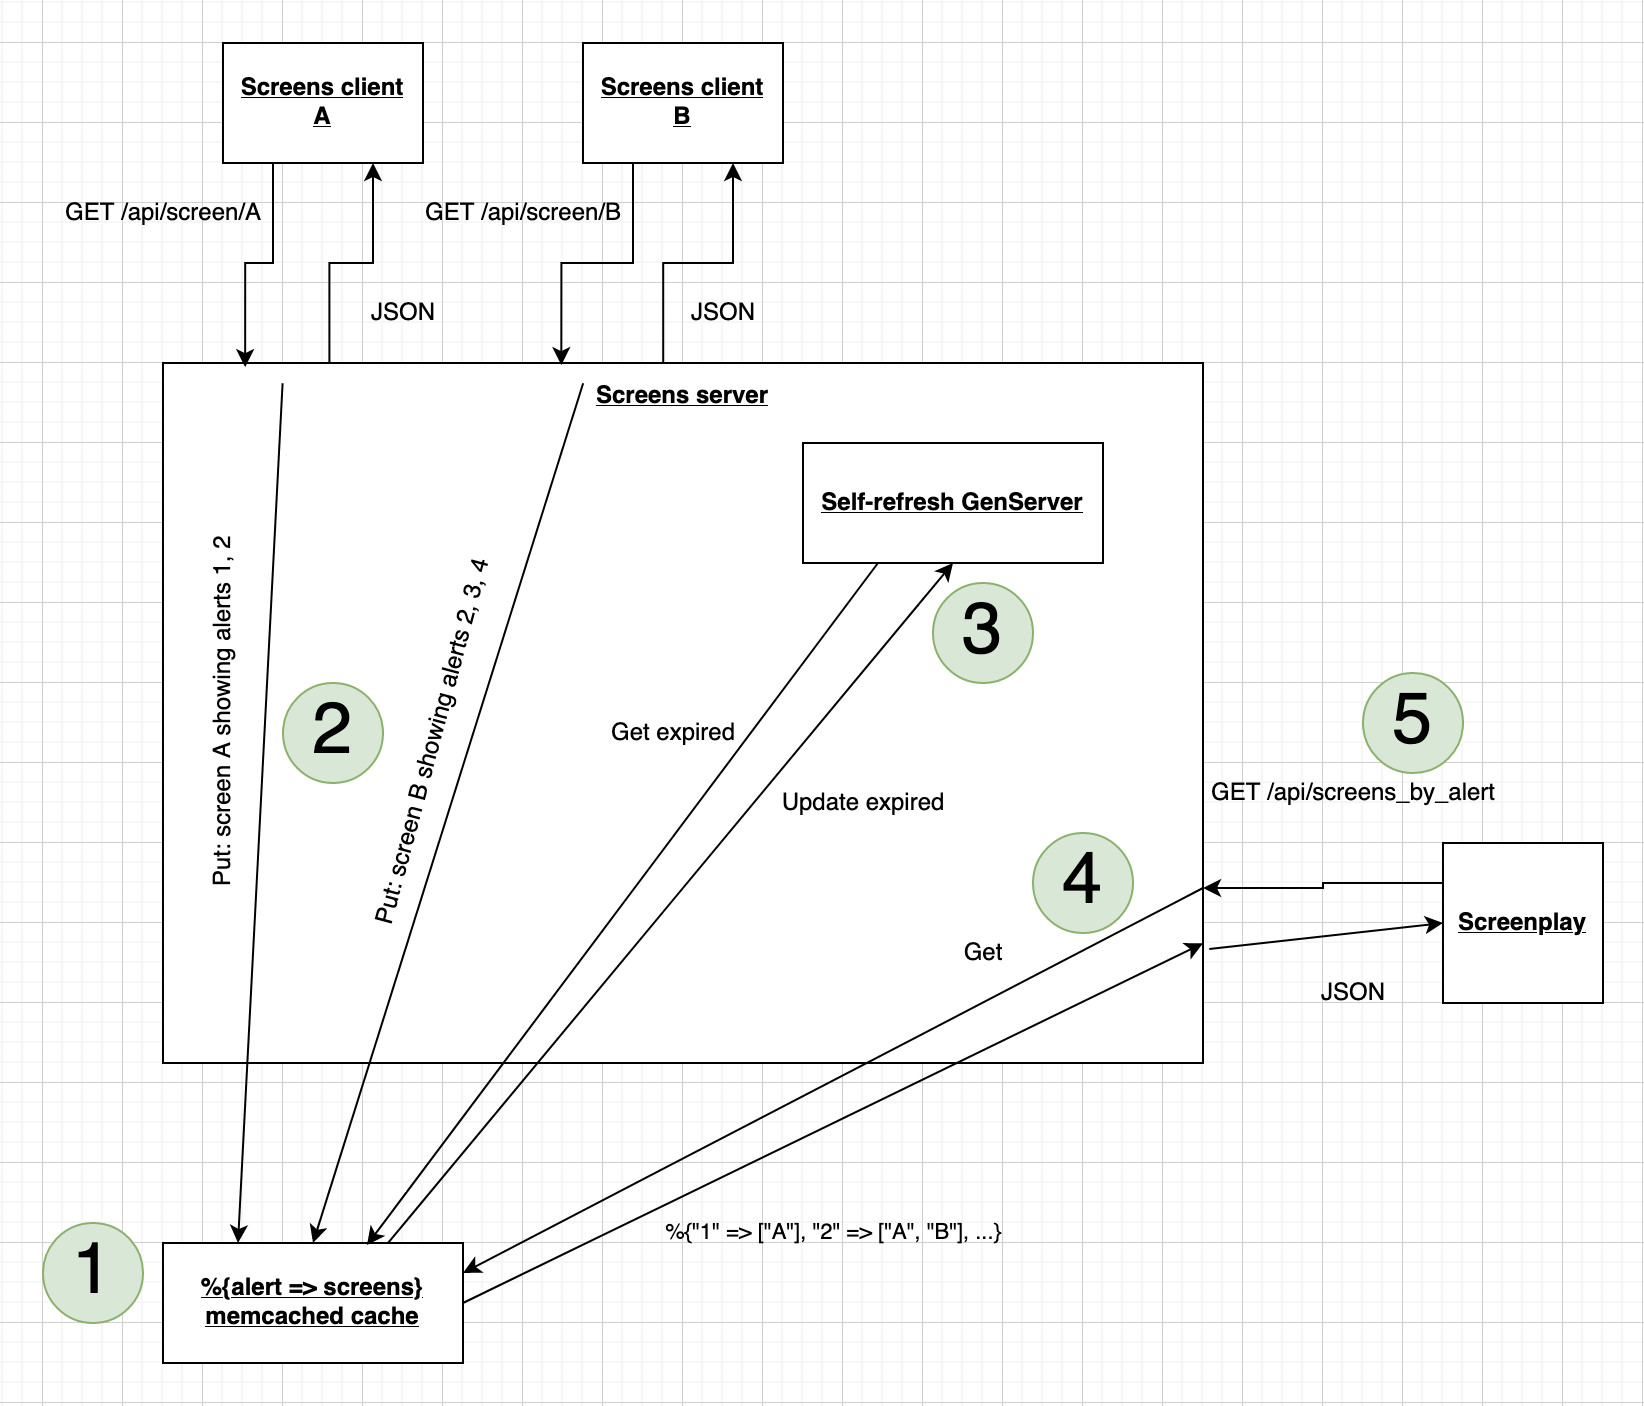 Screens client
A
Screens client
B
GET /api/screen/A
GET /api/screen/B
JSON
JSON
Screens server
Self-refresh GenServer
Put: screen A showing alerts 1, 2
Put: screen B showing alerts 2, 3, 4
2
3
Get expired
Update expired
5
GET /api/screens_by_alert
4
Get
Screenplay
JSON
1
%{"1" => ["A"], "2" => ["A", "B"], ...}
%{alert => screens}
memcached cache